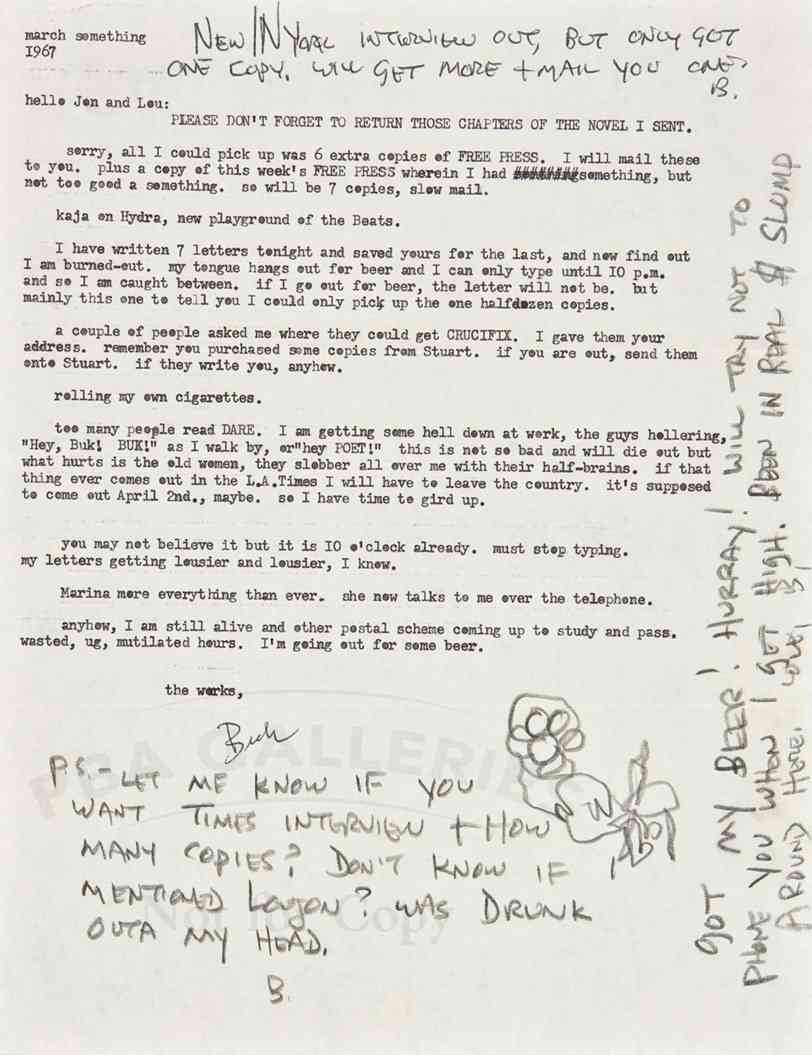 march something
1967
NEW/N YORK INTERVIEW OUT, BUT ONLY GOT
ONE COPY. WILL GET MORE + MAIL YOU ONE.
B.
hello Jon and Lou:
PLEASE DON'T FORGET TO RETURN THOSE CHAPTERS OF THE NOVEL I SENT.
sorry, all I could pick up was 6 extra copies of FREE PRESS. I will mail these
to you. plus a copy of this week's FREE PRESS wherein I had something, but
not too good a something. so will be 7 copies, slow mail.
kaja on Hydra, new playground of the Beats.
I have written 7 letters tonight and saved yours for the last, and now find out
I am burned-out. my tongue hangs out for beer and I can only type until IO p.m.
and so I am caught between. if I go out for beer, the letter will not be. but
mainly this one to tell you I could only pick up the one halfdozen copies.
a couple of people asked me where they could get CRUCIFIX. I gave them your
address. remember you purchased some copies from Stuart. if you are out, send them
onto Stuart. if they write you, anyhow.
rolling my own cigarettes.
too many people read DARE. I am getting some hell down at work, the guys hollering,
"Hey, Buk! BUK!" as I walk by, or"hey POET!" this is not so bad and will die out but
what hurts is the old women, they slobber all over me with their half-brains. if that
thing ever comes out in the L.A.Times I will have to leave the country. it's supposed
to come out April 2nd., maybe. so I have time to gird up.
you may not believe it but it is IO o'clock already. must stop typing.
my letters getting lousier and lousier, I know.
Marina more everything than ever. she now talks to me over the telephone.
anyhow, I am still alive and other postal scheme coming up to study and pass.
wasted, ug, mutilated hours. I'm going out for some beer.
the works,
Buk
P.S. - LET ME KNOW IF YOU
WANT TIMES INTERVIEW + HOW
MANY COPIES? DON'T KNOW IF I
MENTIONED LOUJON? WAS DRUNK
OUTA MY HEAD.
B.
GOT MY BEER! HURRAY! WILL TRY NOT TO
PHONE YOU WHEN I GET HIGH. BEEN IN REAL $ SLUMP
AROUND HERE. LOVE, B.
PBA GALLERIES
Not For Copy